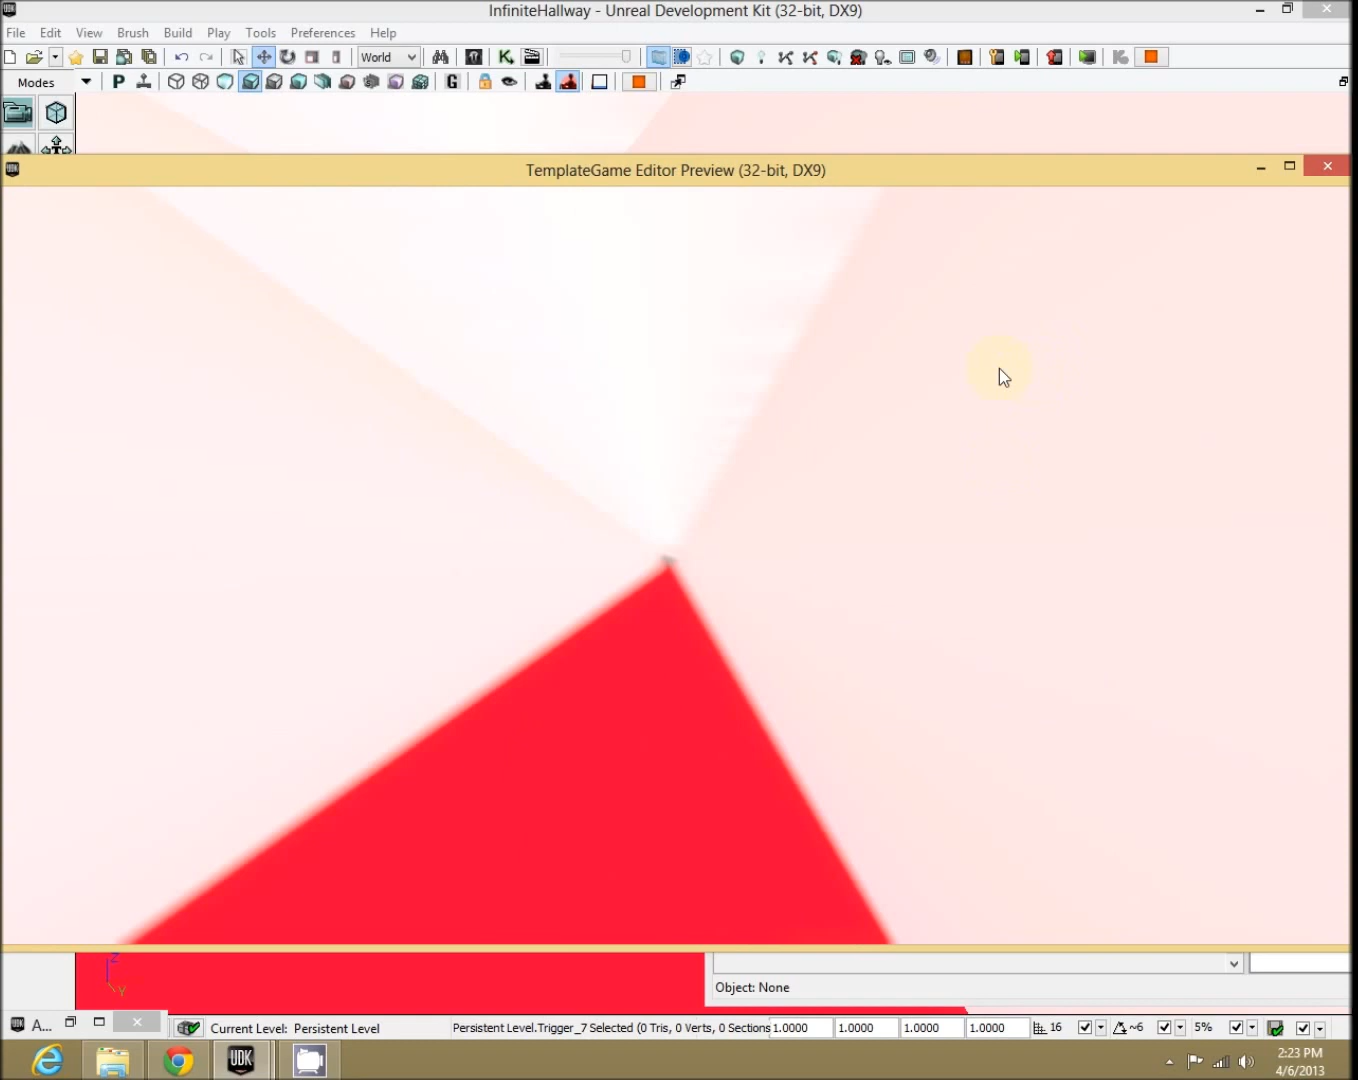 InfiniteHallway - Unreal Development Kit (32-bit, DX9)
File Edit View Brush Build Play Tools Preferences Help
World
Modes P G
TemplateGame Editor Preview (32-bit, DX9)
Z
Y
Object: None
A... Current Level: Persistent Level Persistent Level.Trigger_7 Selected (0 Tris, 0 Verts, 0 Sections 1.0000 1.0000 1.0000 1.0000 16 ~6 5%
UDK
2:23 PM
4/6/2013